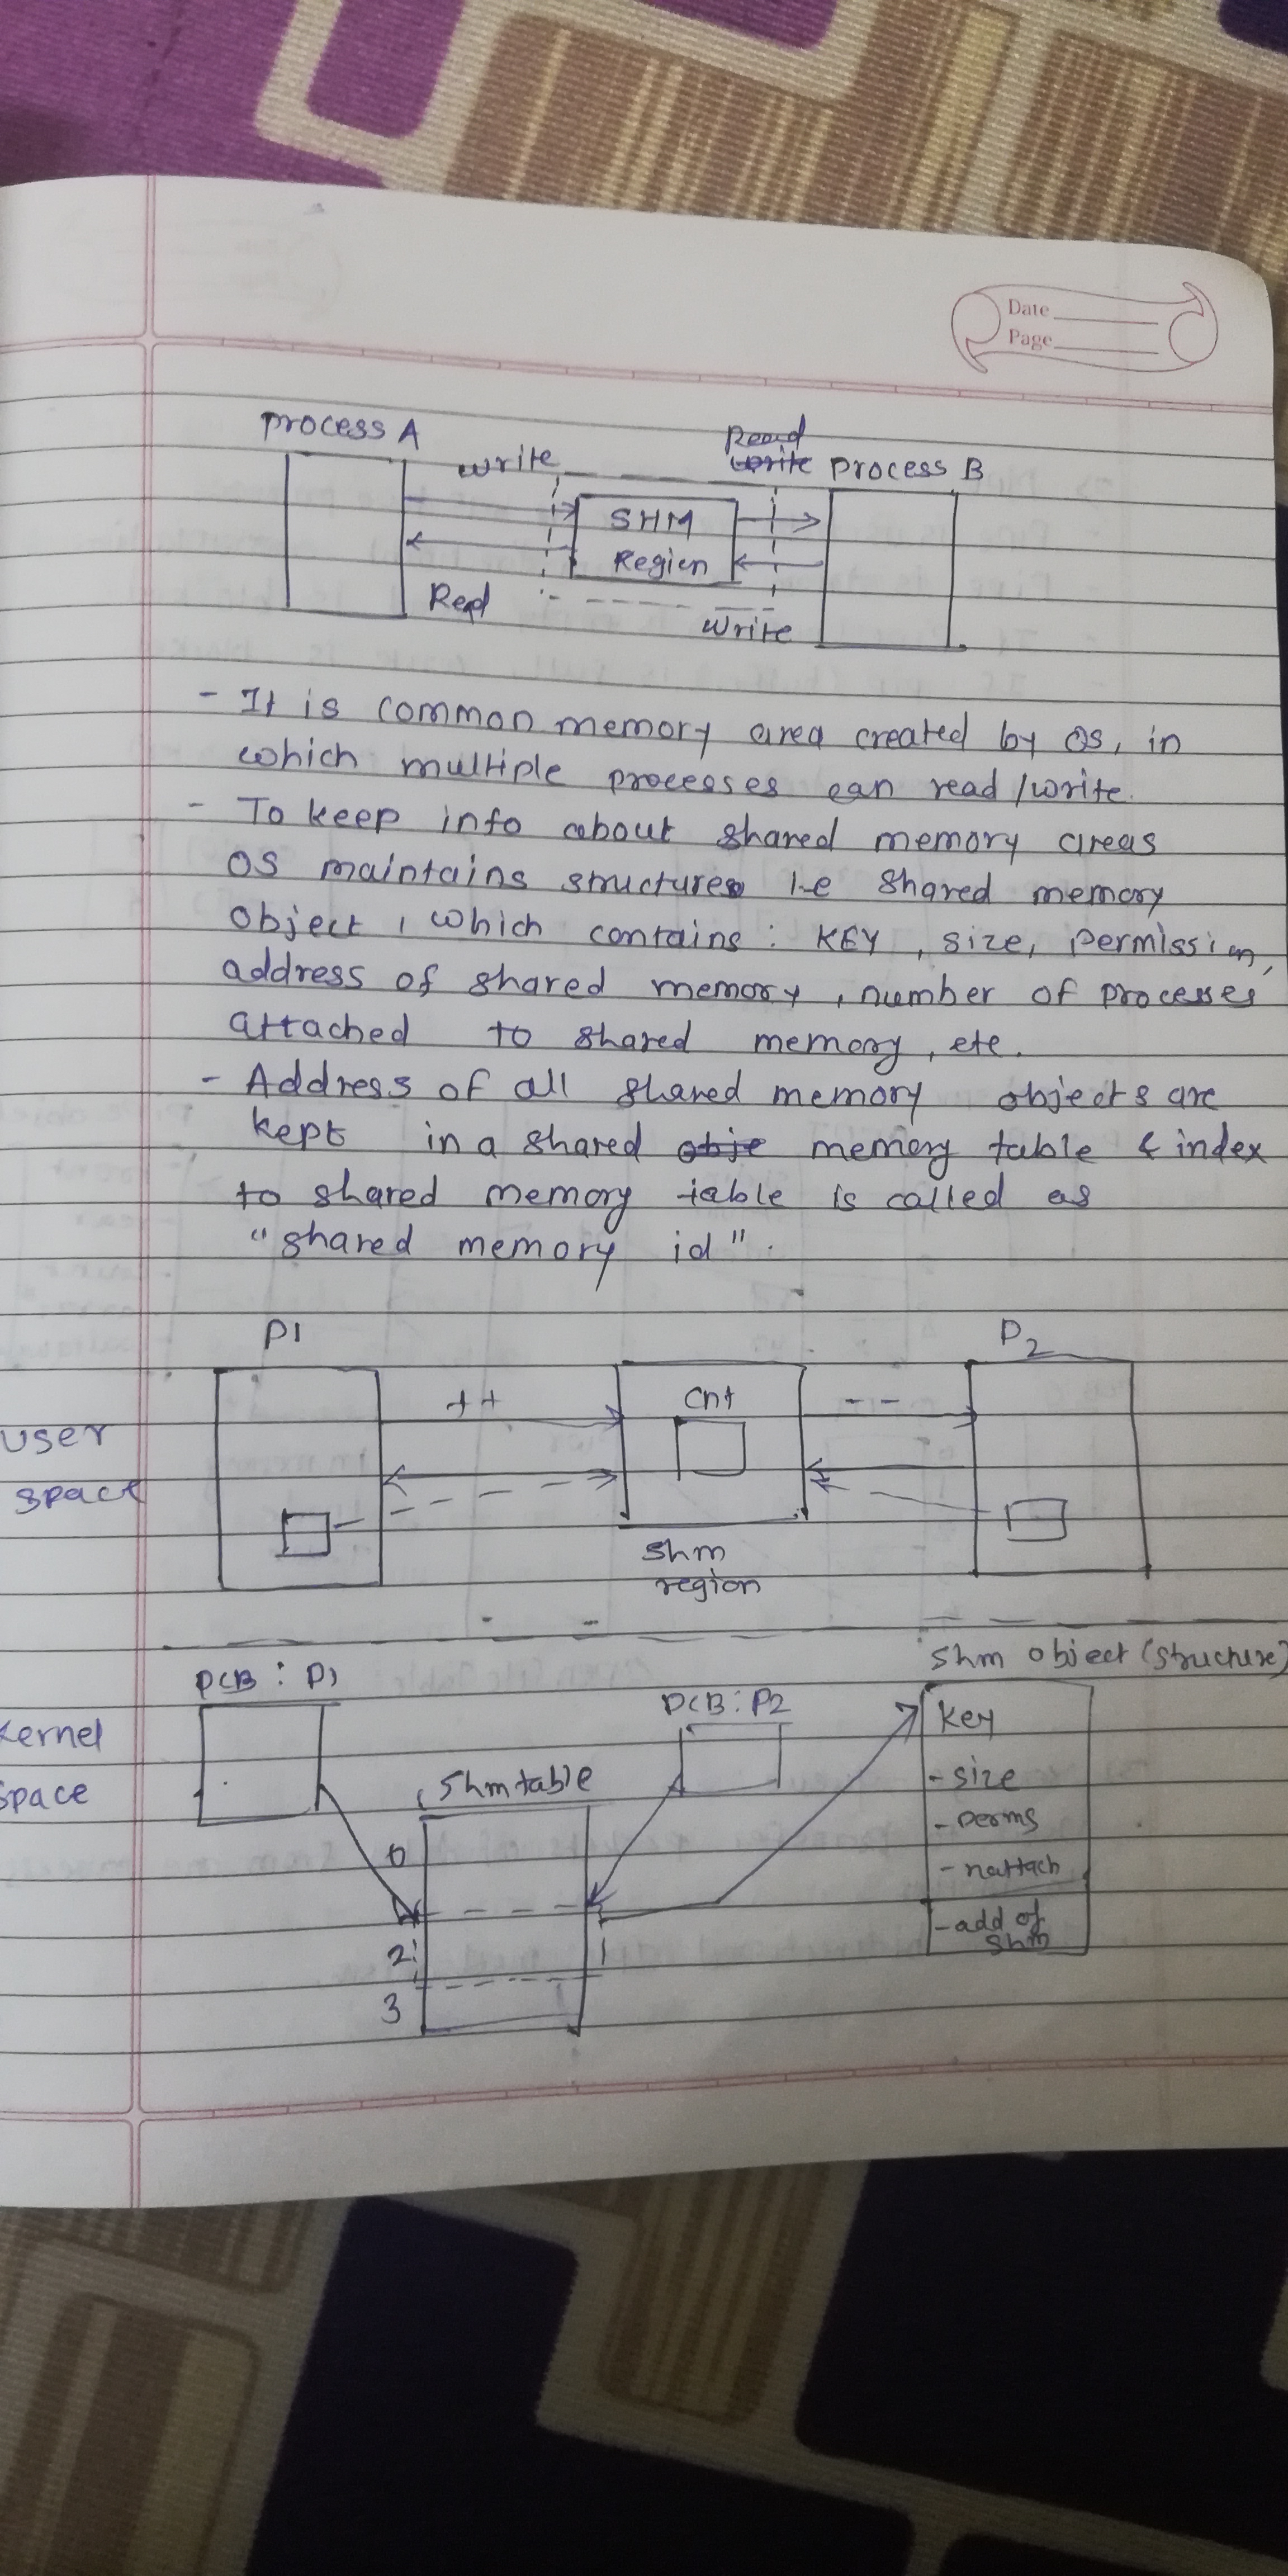 Date
Page
process A
Read
write write process B
SHM
Region
Read
write
- It is common memory area created by OS, in
which multiple processes can read/write.
- To keep info about shared memory areas
OS maintains structures i.e shared memory
object, which contains: KEY, size, permission,
address of shared memory, number of processes
attached to shared memory, etc.
- Address of all shared memory objects are
kept in a shared obje memory table & index
to shared memory table is called as
"shared memory id".
P1 P2
++ cnt --
user
space
shm
region
shm object (structure)
PCB : P1
PCB : P2
Kernel key
space shmtable - size
- perms
0 - nattach
- add of
shm
2 1
3